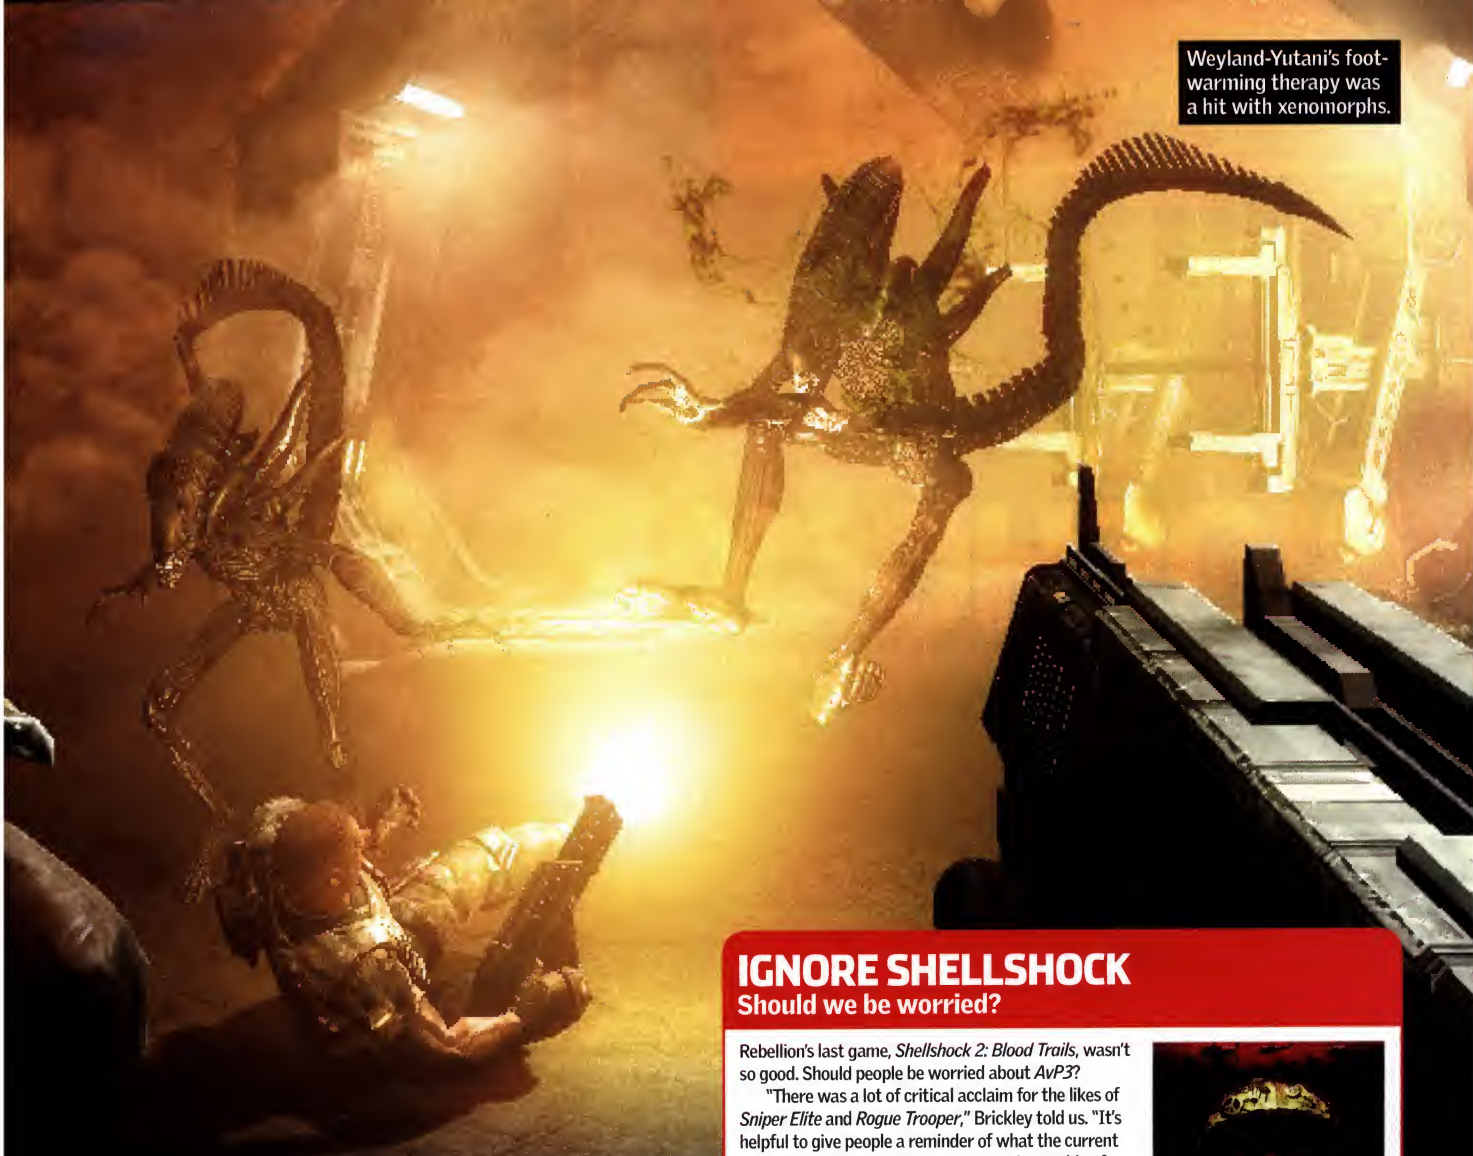 Weyland-Yutani's foot-
warming therapy was
a hit with xenomorphs.
IGNORE SHELLSHOCK
Should we be worried?
Rebellion's last game, Shellshock 2: Blood Trails, wasn't
so good. Should people be worried about AvP3?
"There was a lot of critical acclaim for the likes of
Sniper Elite and Rogue Trooper," Brickley told us. "It's
helpful to give people a reminder of what the current